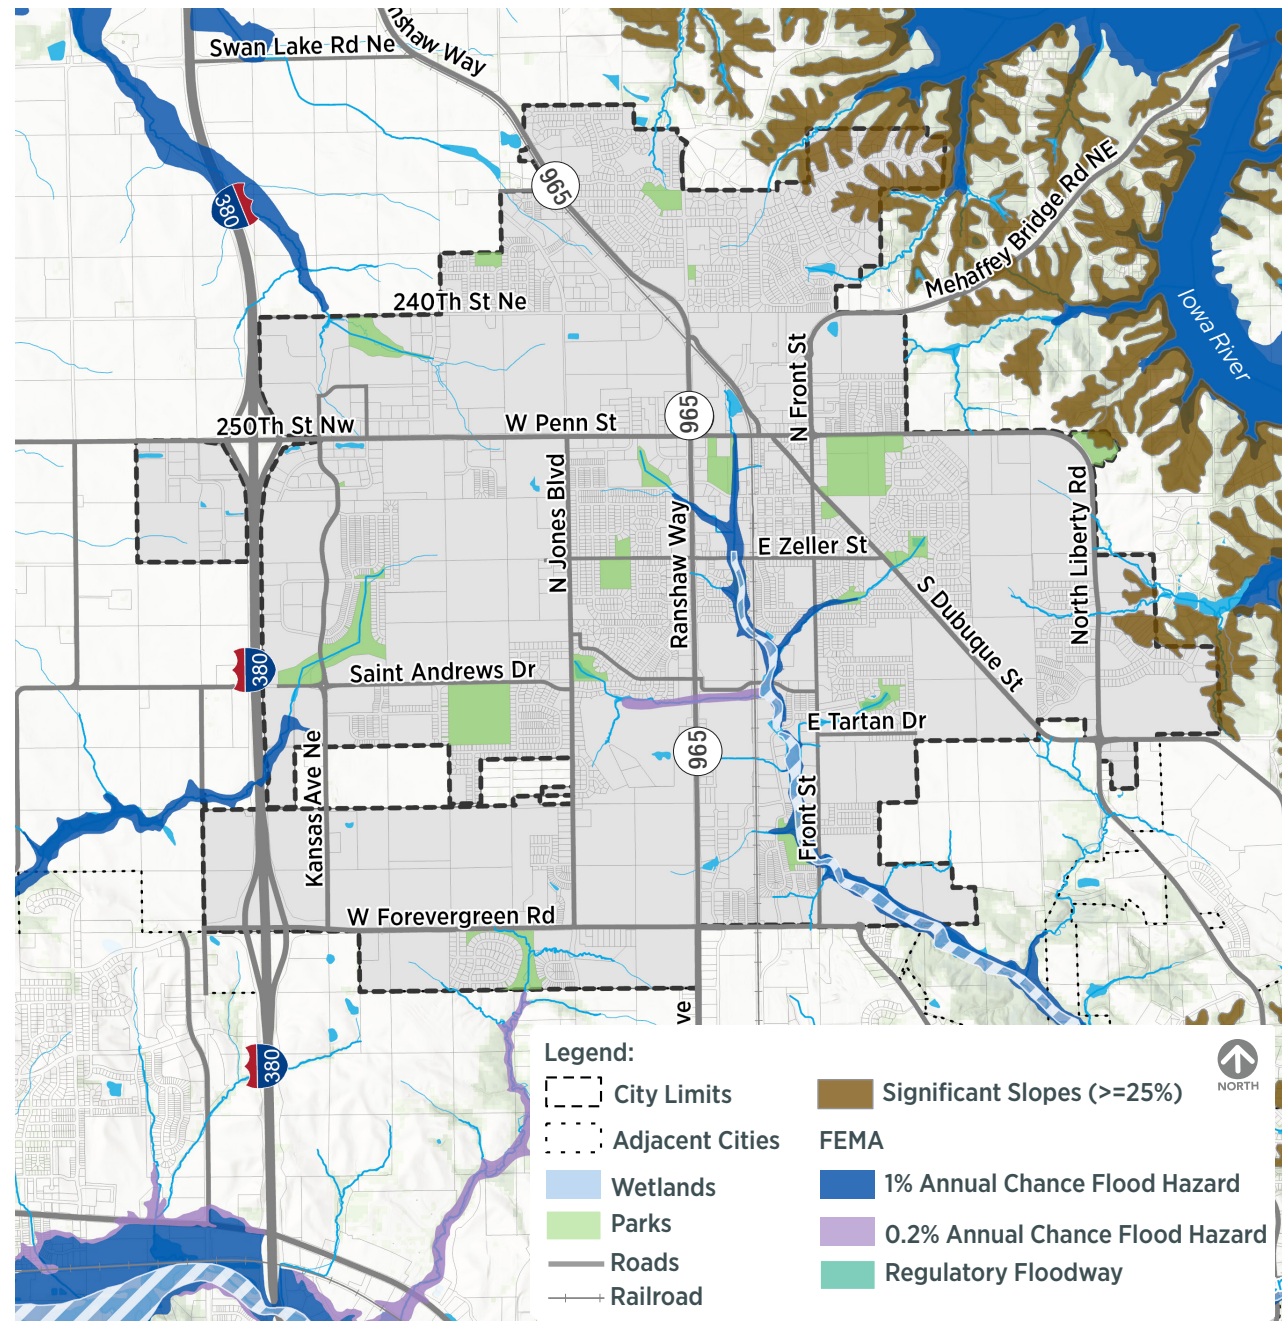 Swan Lake Rd Ne
nshaw Way
965
380
Mehaffey Bridge Rd NE
240Th St Ne
Iowa River
N Front St
965
250Th St Nw
W Penn St
N Jones Blvd
Ranshaw Way
E Zeller St
North Liberty Rd
S Dubuque St
380
Saint Andrews Dr
E Tartan Dr
965
Kansas Ave Ne
Front St
W Forevergreen Rd
ve
380
Legend:
City Limits
Adjacent Cities
Wetlands
Parks
Roads
Railroad
Significant Slopes (>=25%)
FEMA
1% Annual Chance Flood Hazard
0.2% Annual Chance Flood Hazard
Regulatory Floodway
NORTH